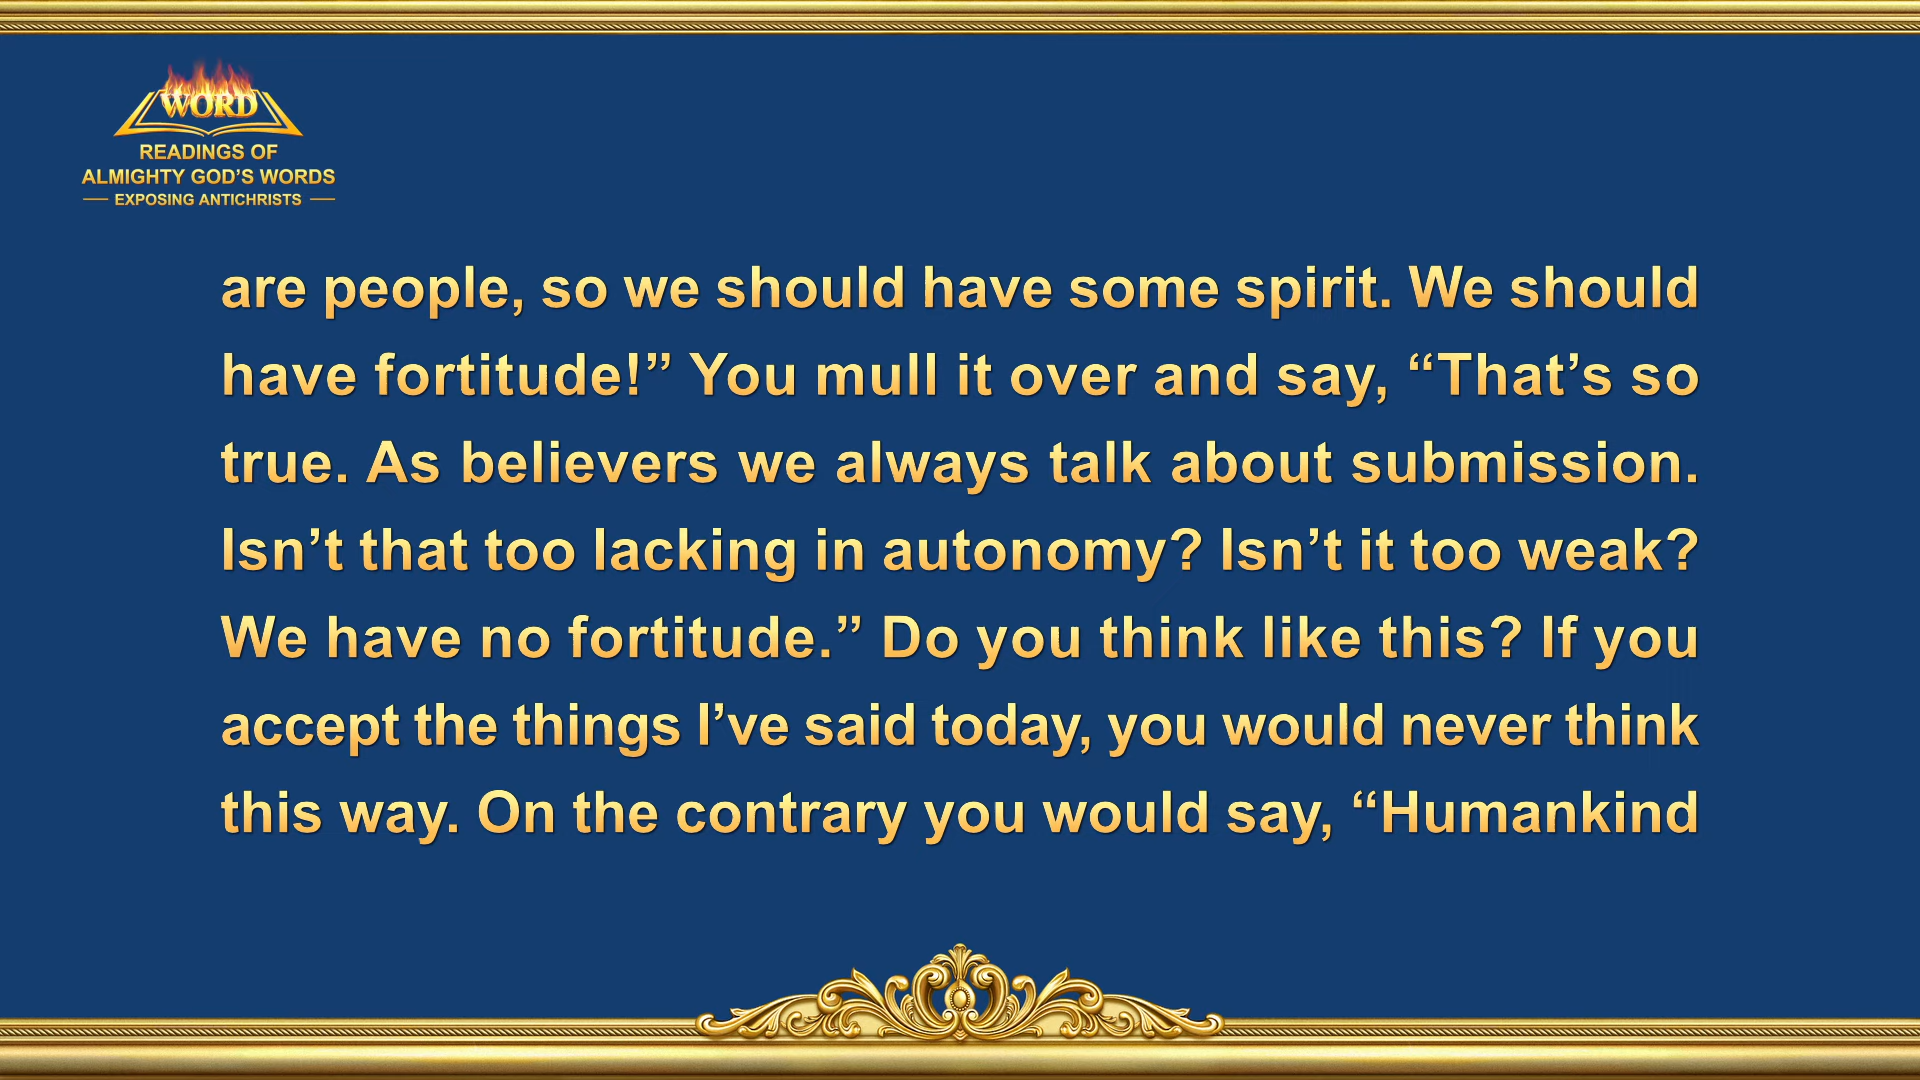 WORD
READINGS OF
ALMIGHTY GOD’S WORDS
EXPOSING ANTICHRISTS
are people, so we should have some spirit. We should
have fortitude!” You mull it over and say, “That’s so
true. As believers we always talk about submission.
Isn’t that too lacking in autonomy? Isn’t it too weak?
We have no fortitude.” Do you think like this? If you
accept the things I’ve said today, you would never think
this way. On the contrary you would say, “Humankind